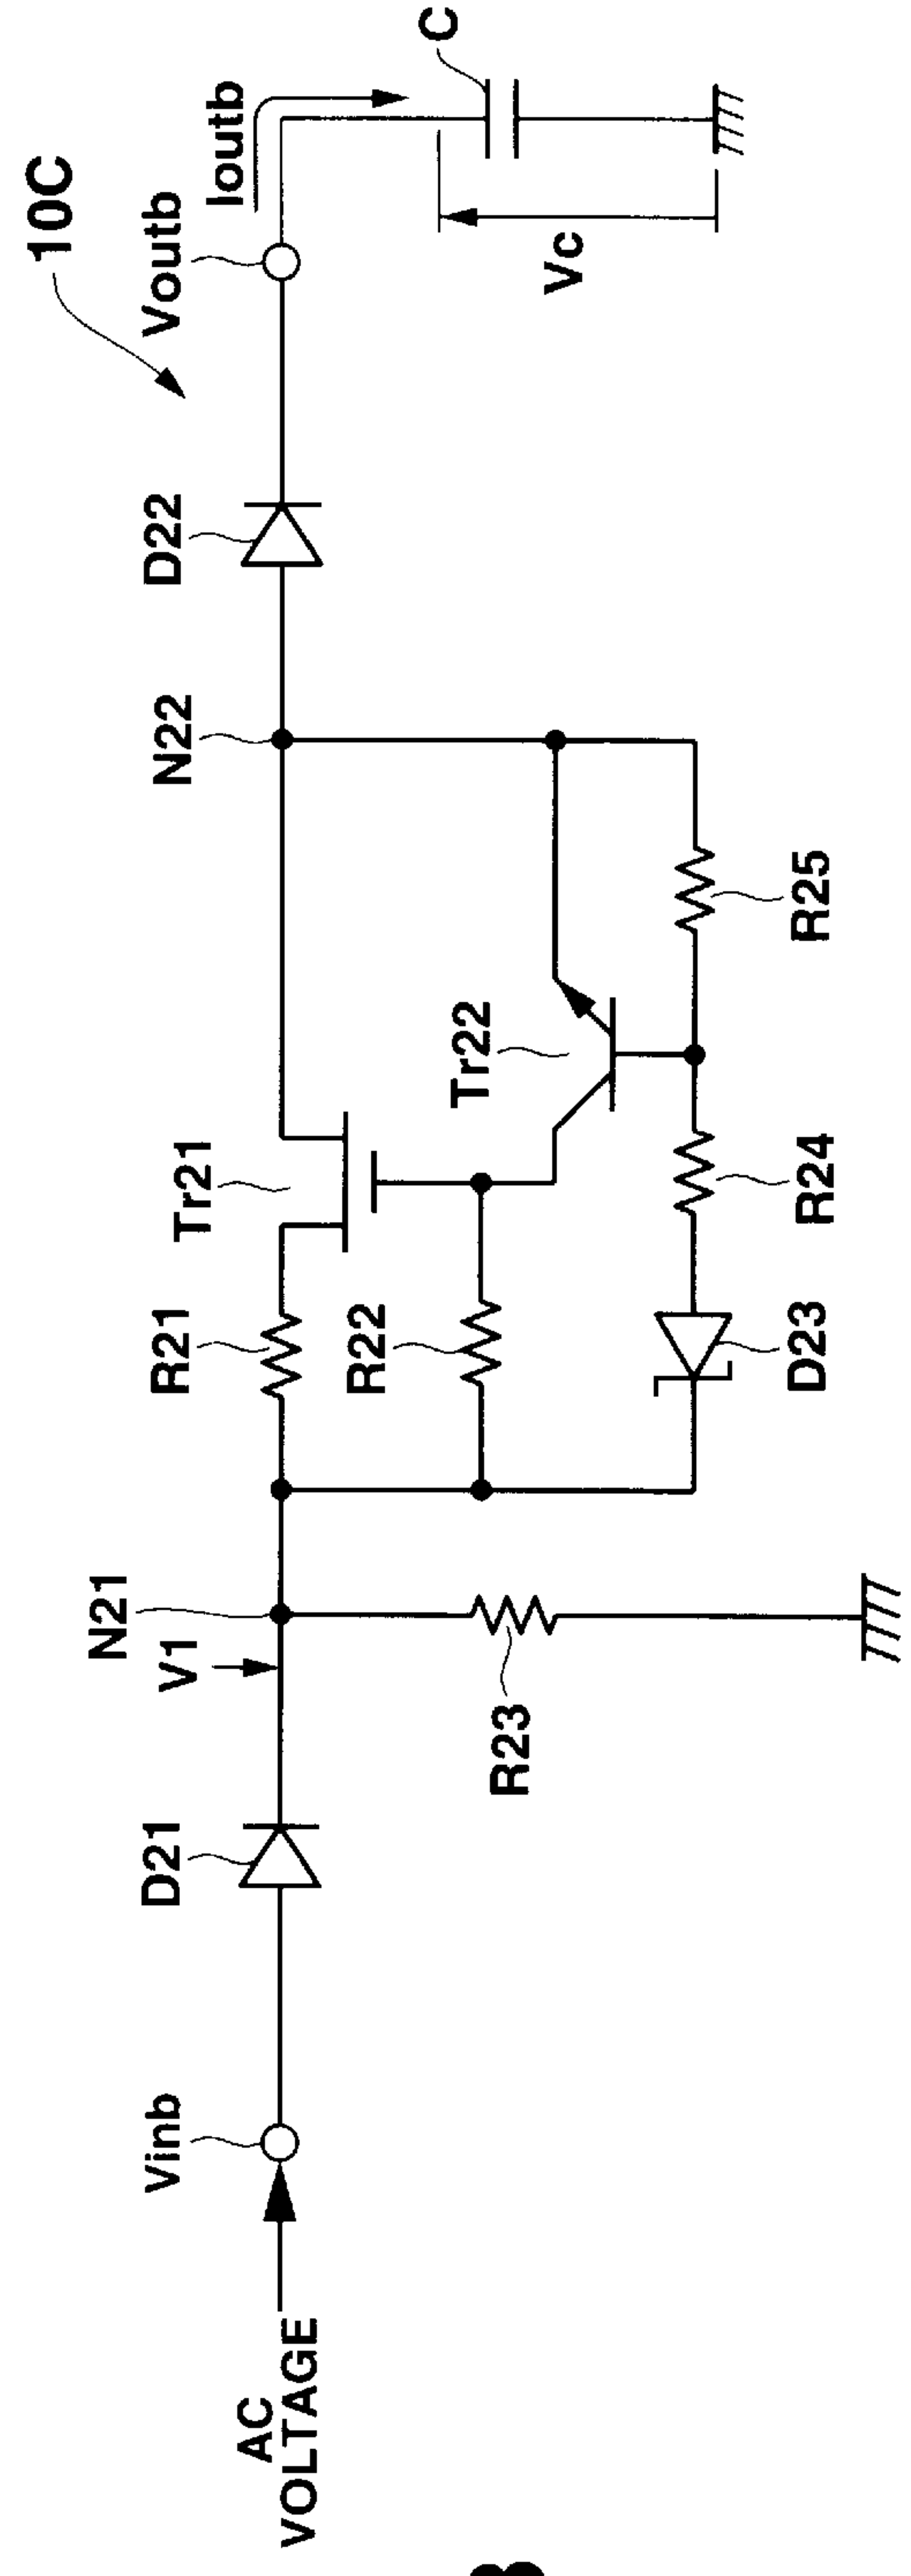 10C
AC
VOLTAGE
Vinb
D21
V1
N21
R23
R21
Tr21
R22
D23
R24
Tr22
R25
N22
D22
Voutb
Ioutb
C
Vc